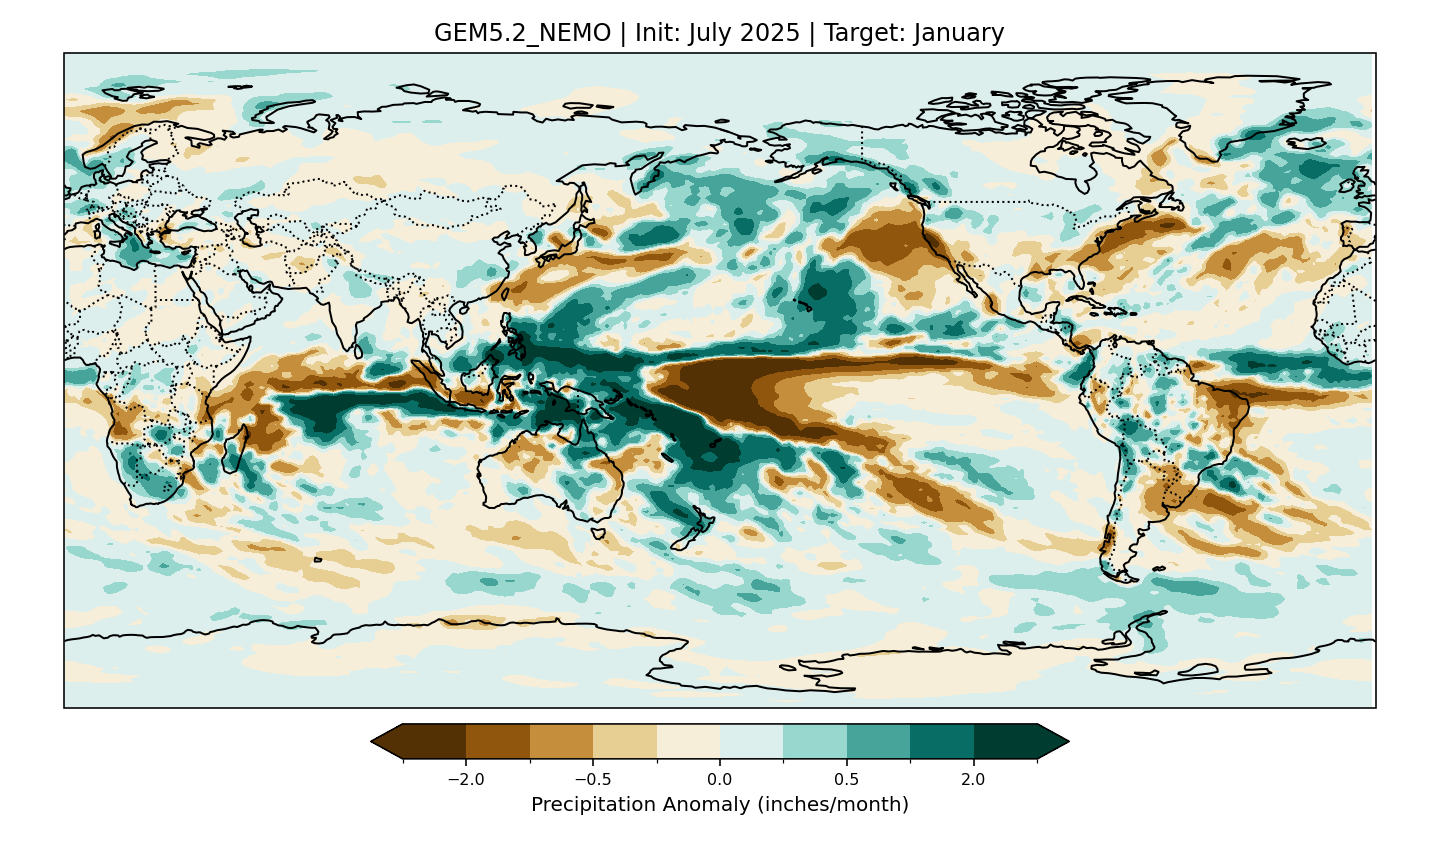 GEM5.2_NEMO | Init: July 2025 | Target: January
−2.0 −0.5 0.0 0.5 2.0
Precipitation Anomaly (inches/month)